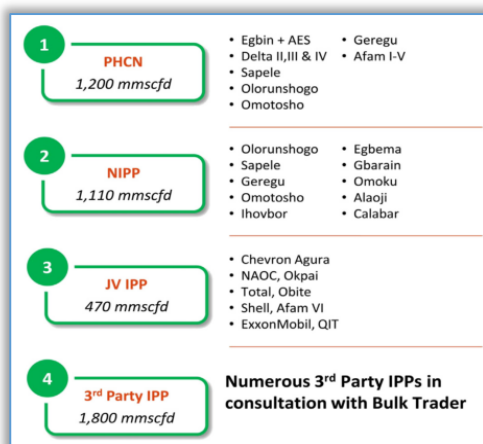 1
PHCN
1,200 mmscfd
• Egbin + AES
• Delta II,III & IV
• Sapele
• Olorunshogo
• Omotosho
• Geregu
• Afam I-V
2
NIPP
1,110 mmscfd
• Olorunshogo
• Sapele
• Geregu
• Omotosho
• Ihovbor
• Egbema
• Gbarain
• Omoku
• Alaoji
• Calabar
3
JV IPP
470 mmscfd
• Chevron Agura
• NAOC, Okpai
• Total, Obite
• Shell, Afam VI
• ExxonMobil, QIT
4
3rd Party IPP
1,800 mmscfd
Numerous 3rd Party IPPs in
consultation with Bulk Trader